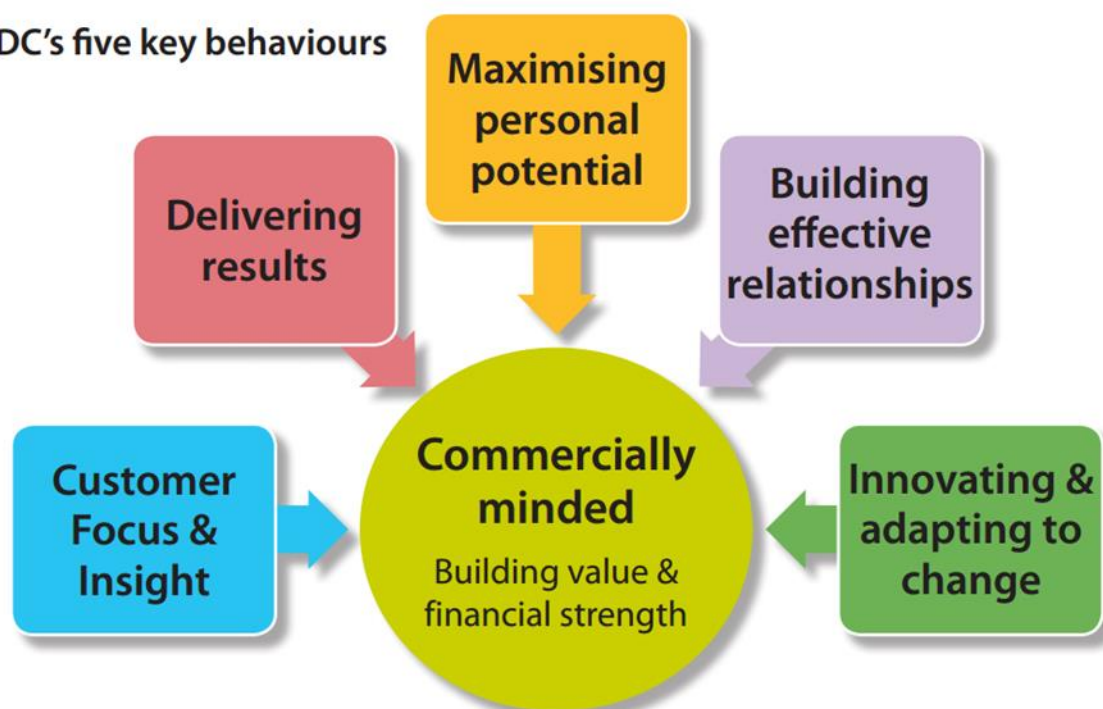 DC’s five key behaviours
Maximising
personal
potential
Delivering
results
Building
effective
relationships
Customer
Focus &
Insight
Commercially
minded
Building value &
financial strength
Innovating &
adapting to
change